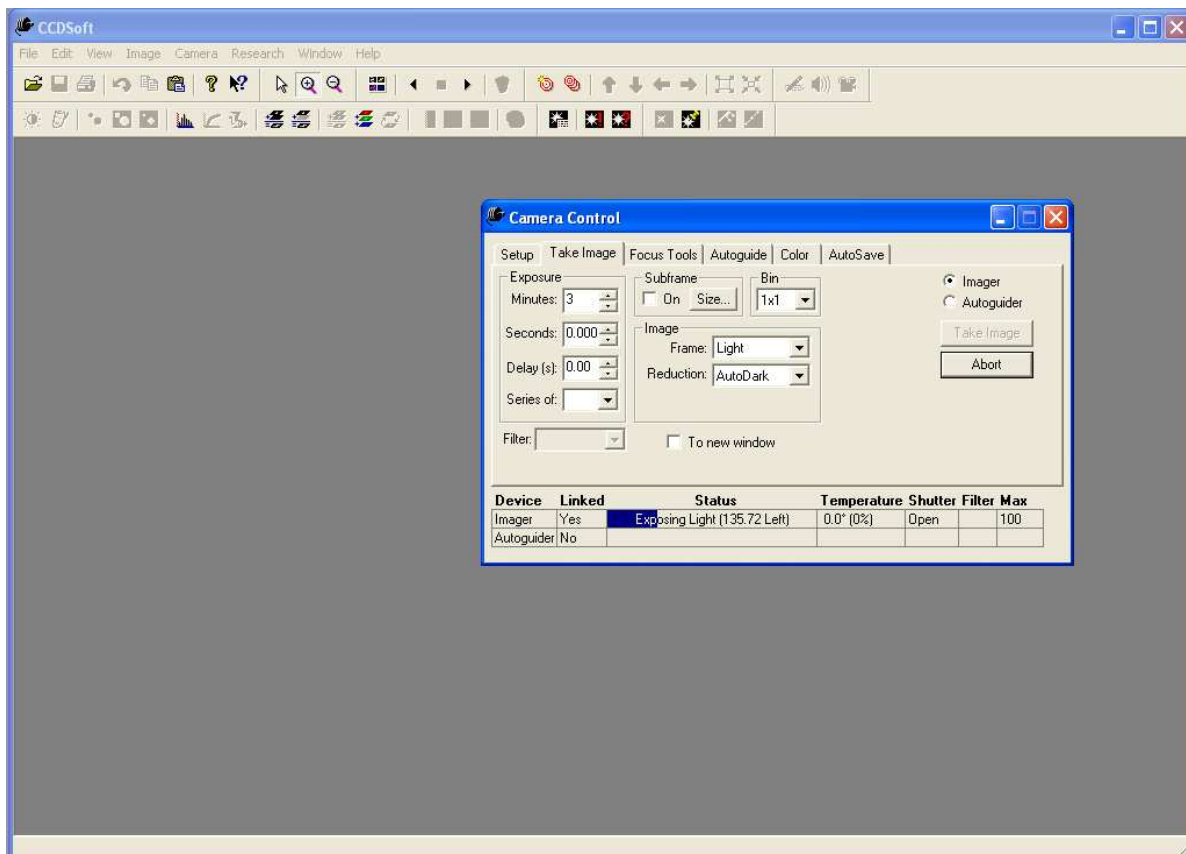 CCDSoft
File Edit View Image Camera Research Window Help
Camera Control
Setup Take Image Focus Tools Autoguide Color AutoSave
Exposure Subframe Bin
Minutes: 3 On Size... 1x1
Imager
Autoguider
Seconds: 0.000 Image
Frame: Light
Take Image
Delay (s): 0.00 Reduction: AutoDark
Abort
Series of:
Filter: To new window
Device Linked Status Temperature Shutter Filter Max
Imager Yes Exposing Light (135.72 Left) 0.0° (0%) Open 100
Autoguider No